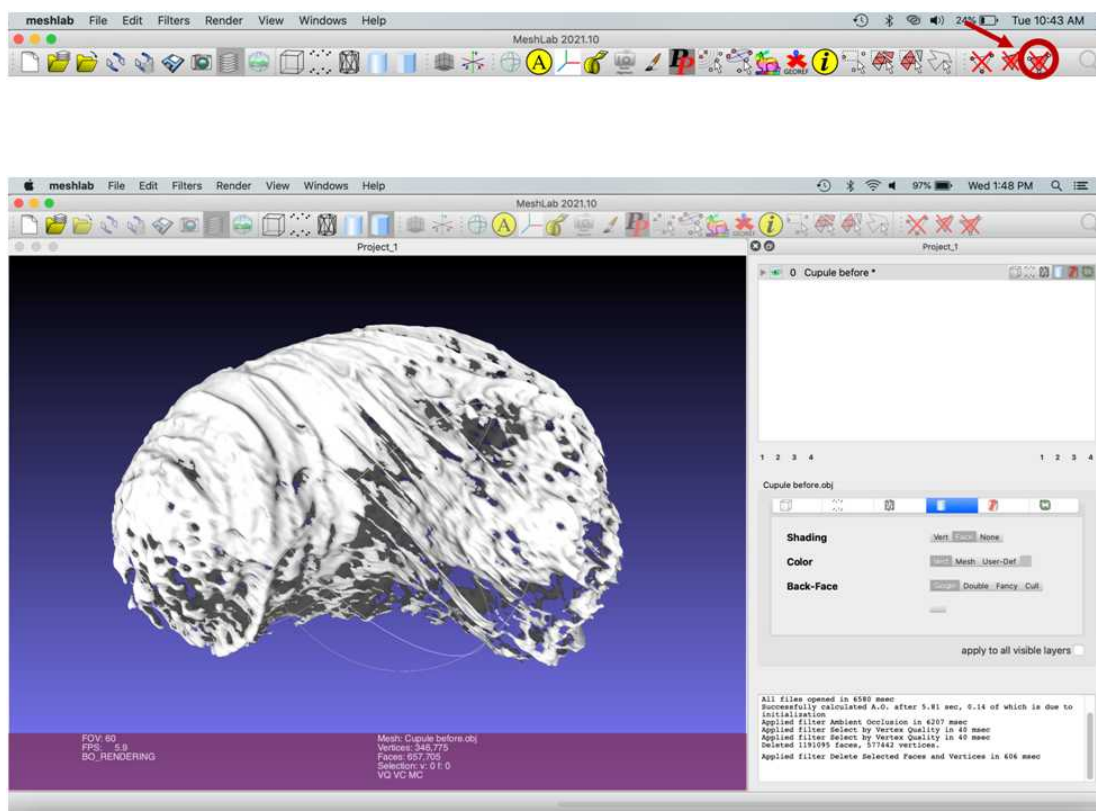 meshlab File Edit Filters Render View Windows Help 24% Tue 10:43 AM
MeshLab 2021.10
A PP GEOREF i
meshlab File Edit Filters Render View Windows Help 97% Wed 1:48 PM
MeshLab 2021.10
A PP i
Project_1 Project_1
0 Cupule before *
1 2 3 4 1 2 3 4
Cupule before.obj
Shading Vert Face None
Color Vert Mesh User-Def
Back-Face Single Double Fancy Cull
apply to all visible layers
All files opened in 6580 msec
Successfully calculated A.O. after 5.81 sec, 0.14 of which is due to
initialization
Applied filter Ambient Occlusion in 6207 msec
Applied filter Select by Vertex Quality in 40 msec
Applied filter Select by Vertex Quality in 40 msec
Deleted 1191095 faces, 577442 vertices.
Applied filter Delete Selected Faces and Vertices in 606 msec
FOV: 60
FPS: 5.9
BO_RENDERING
Mesh: Cupule before.obj
Vertices: 346,775
Faces: 657,705
Selection: v: 0 f: 0
VQ VC MC